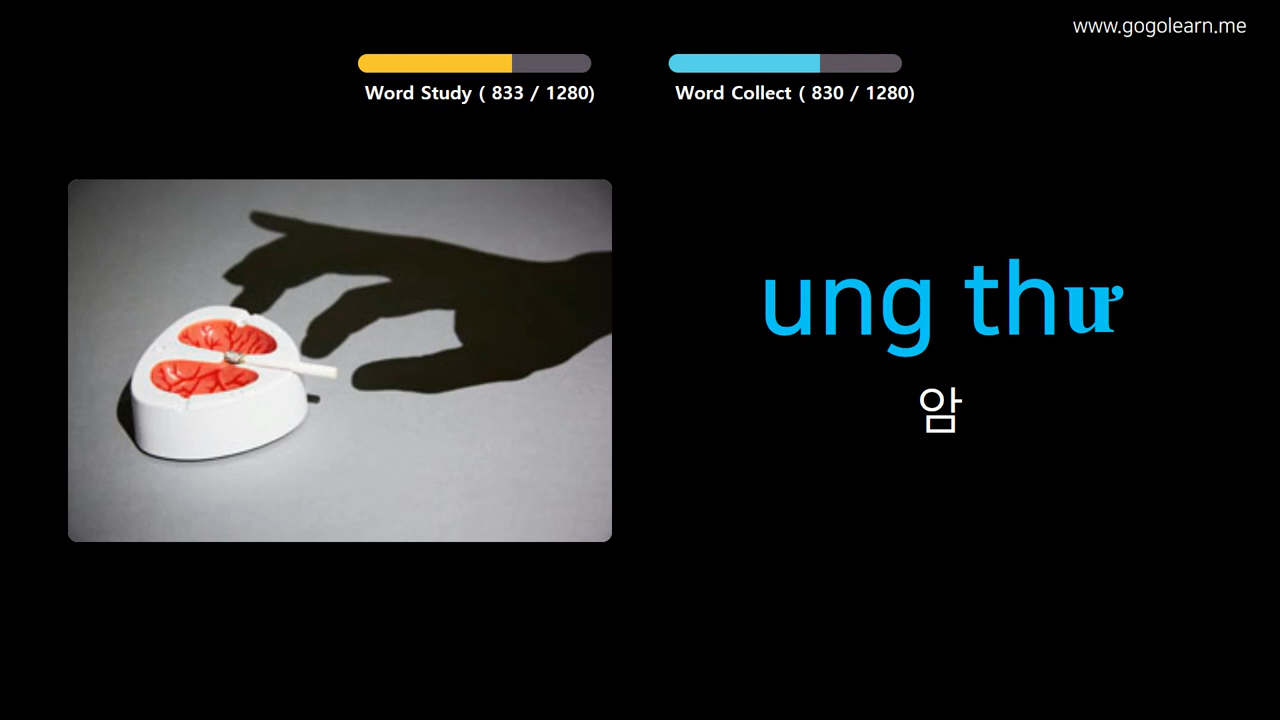 www.gogolearn.me
Word Study ( 833 / 1280)
Word Collect ( 830 / 1280)
ung thư
암